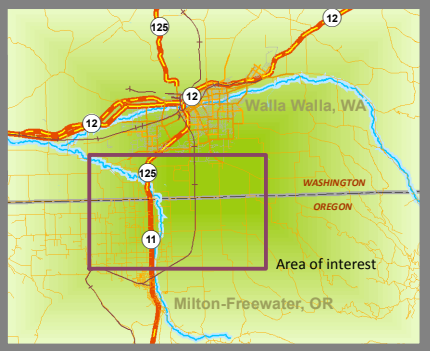 125
12
12
Walla Walla, WA
12
125
WASHINGTON
OREGON
11
Area of interest
Milton-Freewater, OR